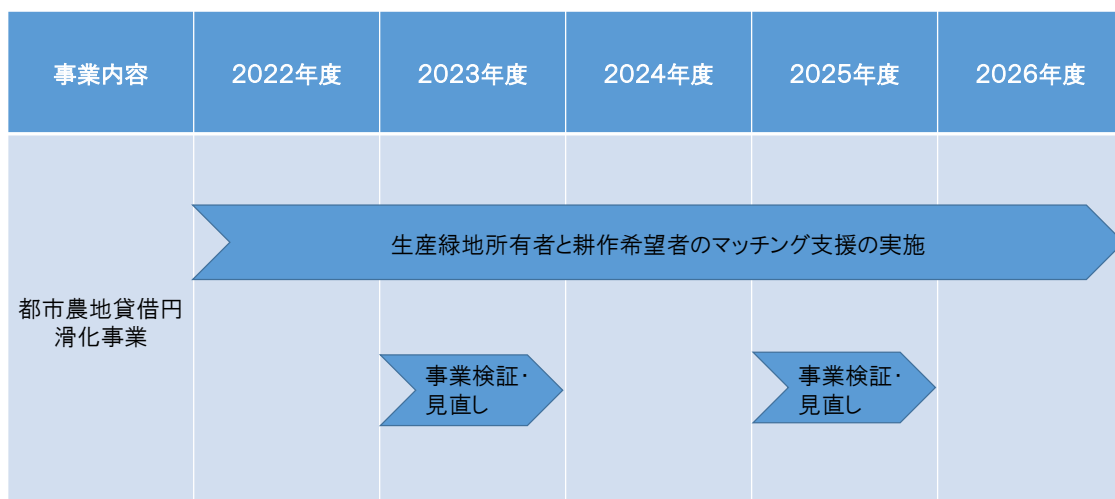 事業内容
2022年度
2023年度
2024年度
2025年度
2026年度
生産緑地所有者と耕作希望者のマッチング支援の実施
都市農地貸借円
滑化事業
事業検証・
見直し
事業検証・
見直し